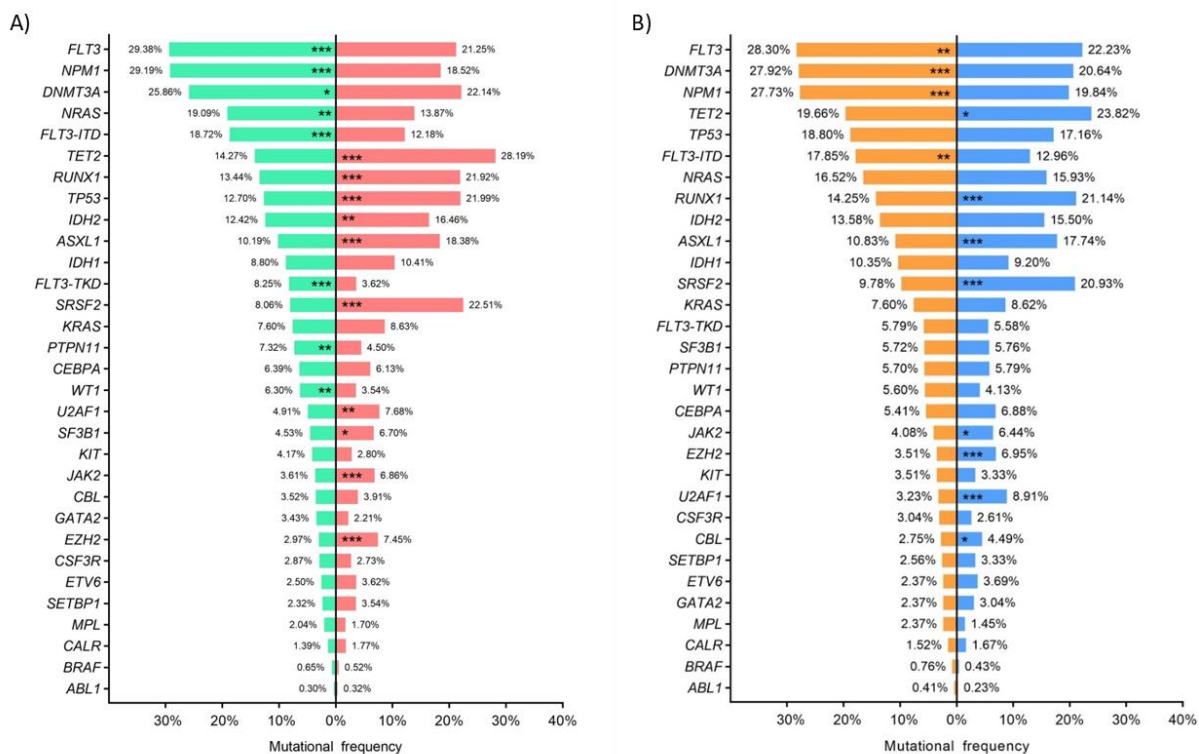 A)
FLT3 29.38% *** 21.25%
NPM1 29.19% *** 18.52%
DNMT3A 25.86% * 22.14%
NRAS 19.09% ** 13.87%
FLT3-ITD 18.72% *** 12.18%
TET2 14.27% *** 28.19%
RUNX1 13.44% *** 21.92%
TP53 12.70% *** 21.99%
IDH2 12.42% ** 16.46%
ASXL1 10.19% *** 18.38%
IDH1 8.80% 10.41%
FLT3-TKD 8.25% *** 3.62%
SRSF2 8.06% *** 22.51%
KRAS 7.60% 8.63%
PTPN11 7.32% ** 4.50%
CEBPA 6.39% 6.13%
WT1 6.30% ** 3.54%
U2AF1 4.91% ** 7.68%
SF3B1 4.53% * 6.70%
KIT 4.17% 2.80%
JAK2 3.61% *** 6.86%
CBL 3.52% 3.91%
GATA2 3.43% 2.21%
EZH2 2.97% *** 7.45%
CSF3R 2.87% 2.73%
ETV6 2.50% 3.62%
SETBP1 2.32% 3.54%
MPL 2.04% 1.70%
CALR 1.39% 1.77%
BRAF 0.65% 0.52%
ABL1 0.30% 0.32%
30% 20% 10% 0% 10% 20% 30% 40%
Mutational frequency
B)
FLT3 28.30% ** 22.23%
DNMT3A 27.92% *** 20.64%
NPM1 27.73% *** 19.84%
TET2 19.66% * 23.82%
TP53 18.80% 17.16%
FLT3-ITD 17.85% ** 12.96%
NRAS 16.52% 15.93%
RUNX1 14.25% *** 21.14%
IDH2 13.58% 15.50%
ASXL1 10.83% *** 17.74%
IDH1 10.35% 9.20%
SRSF2 9.78% *** 20.93%
KRAS 7.60% 8.62%
FLT3-TKD 5.79% 5.58%
SF3B1 5.72% 5.76%
PTPN11 5.70% 5.79%
WT1 5.60% 4.13%
CEBPA 5.41% 6.88%
JAK2 4.08% * 6.44%
EZH2 3.51% *** 6.95%
KIT 3.51% 3.33%
U2AF1 3.23% *** 8.91%
CSF3R 3.04% 2.61%
CBL 2.75% * 4.49%
SETBP1 2.56% 3.33%
ETV6 2.37% 3.69%
GATA2 2.37% 3.04%
MPL 2.37% 1.45%
CALR 1.52% 1.67%
BRAF 0.76% 0.43%
ABL1 0.41% 0.23%
30% 20% 10% 0% 10% 20% 30% 40%
Mutational frequency